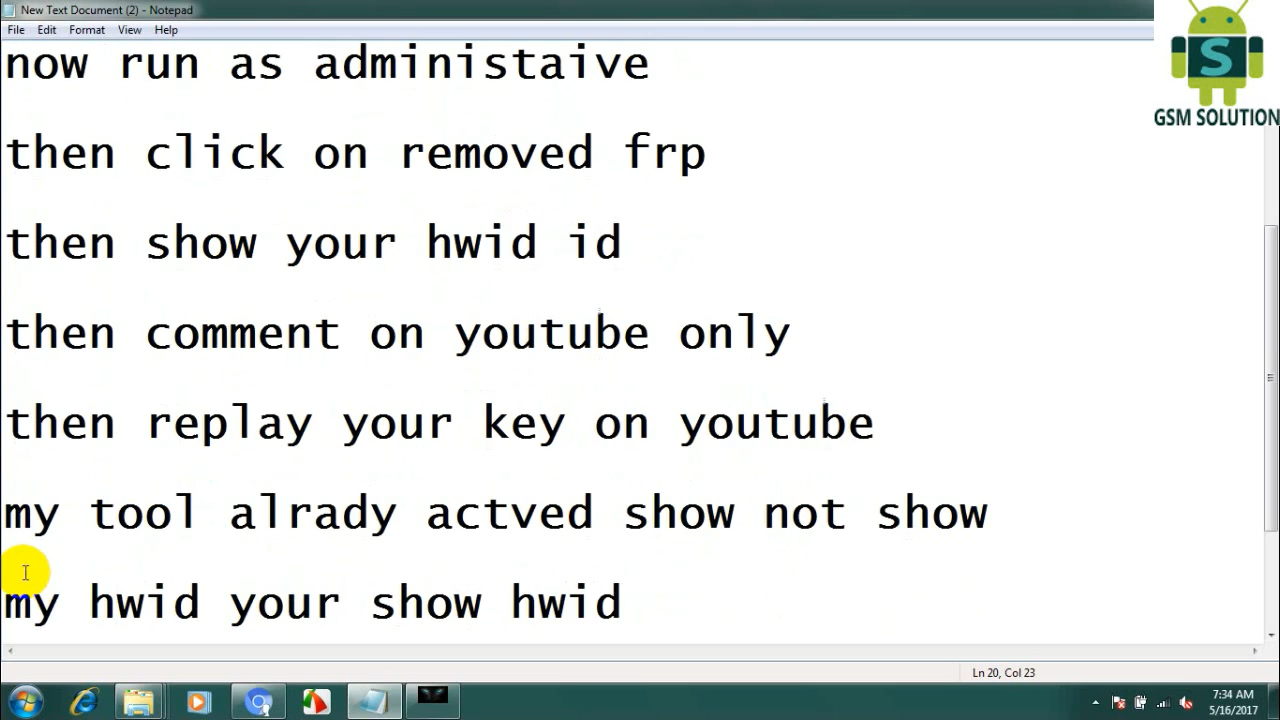 New Text Document (2) - Notepad
File Edit Format View Help
S
GSM SOLUTION
now run as administaive
then click on removed frp
then show your hwid id
then comment on youtube only
then replay your key on youtube
my tool alrady actved show not show
my hwid your show hwid
Ln 20, Col 23
7:34 AM
5/16/2017